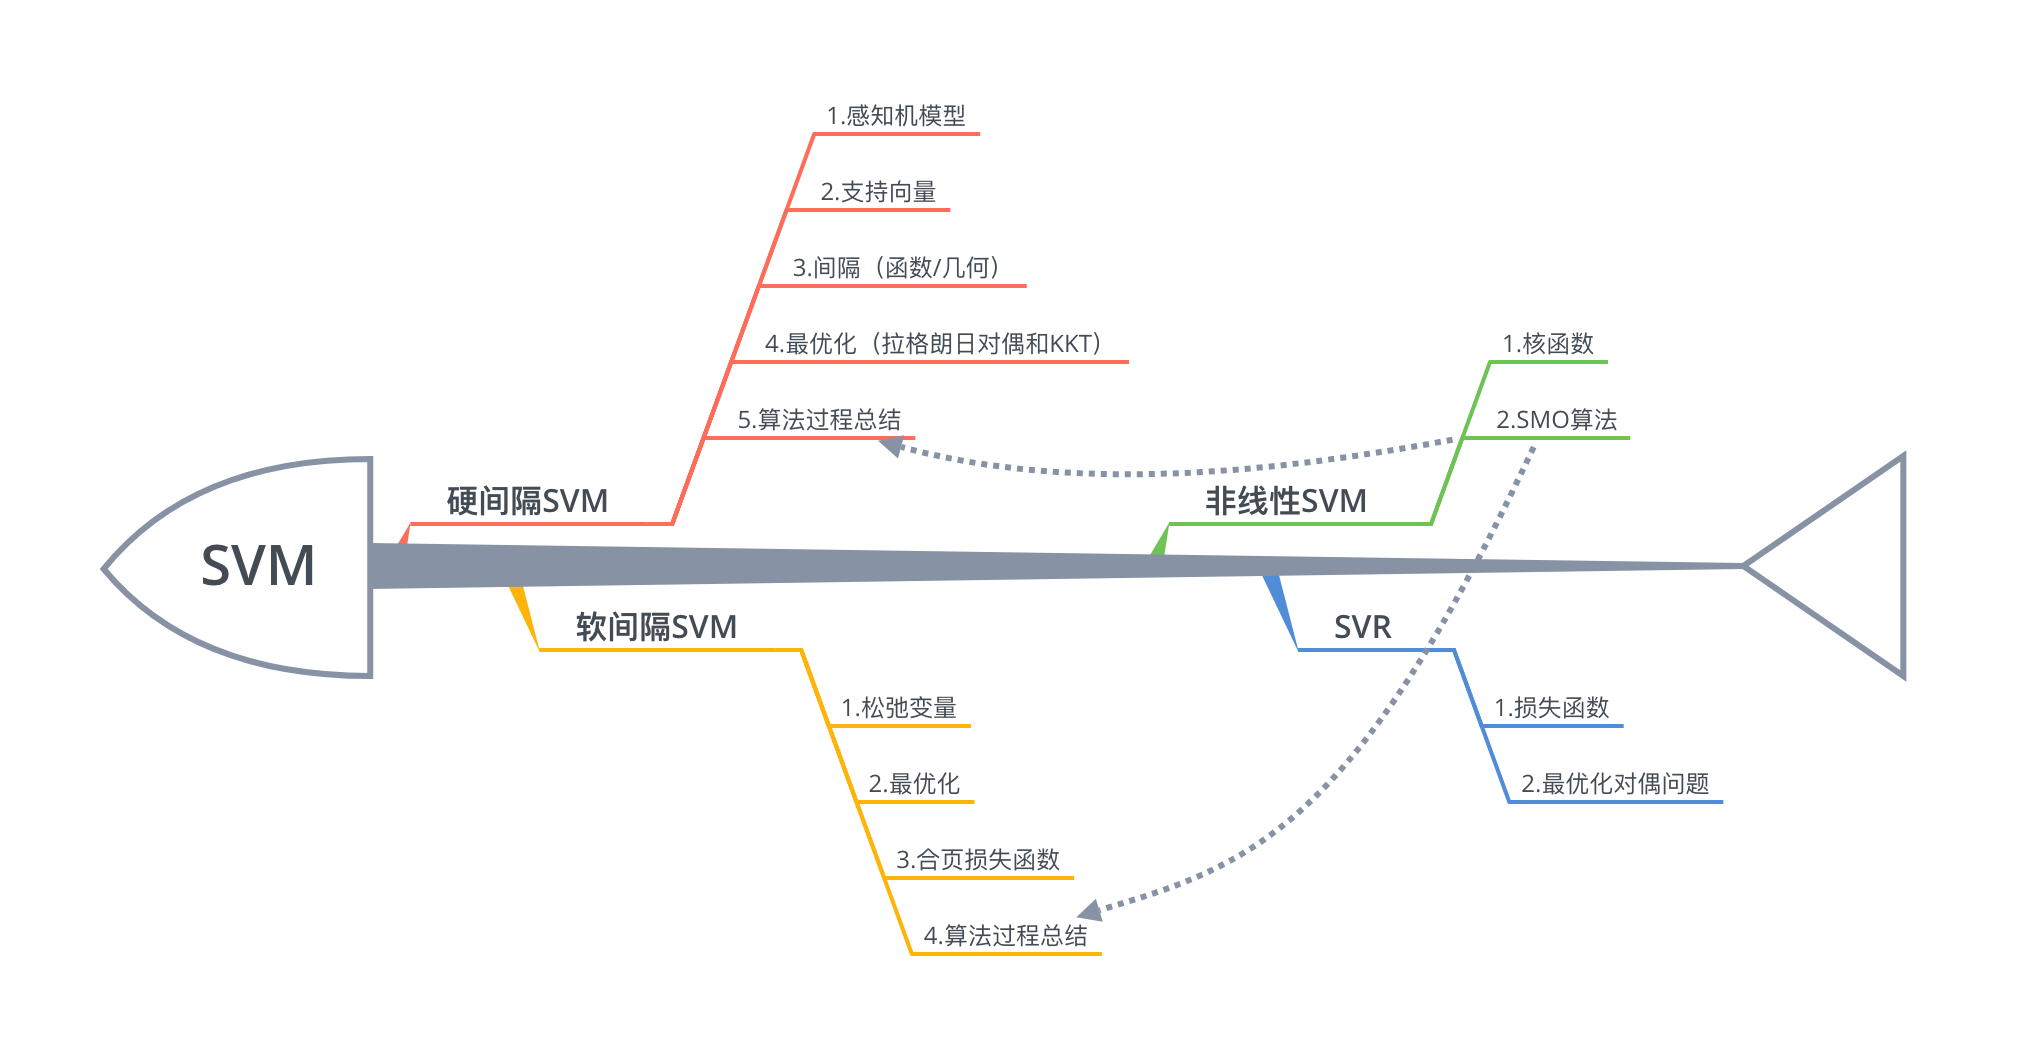 SVM
硬间隔SVM
1.感知机模型
2.支持向量
3.间隔（函数/几何）
4.最优化（拉格朗日对偶和KKT）
5.算法过程总结
软间隔SVM
1.松弛变量
2.最优化
3.合页损失函数
4.算法过程总结
非线性SVM
1.核函数
2.SMO算法
SVR
1.损失函数
2.最优化对偶问题